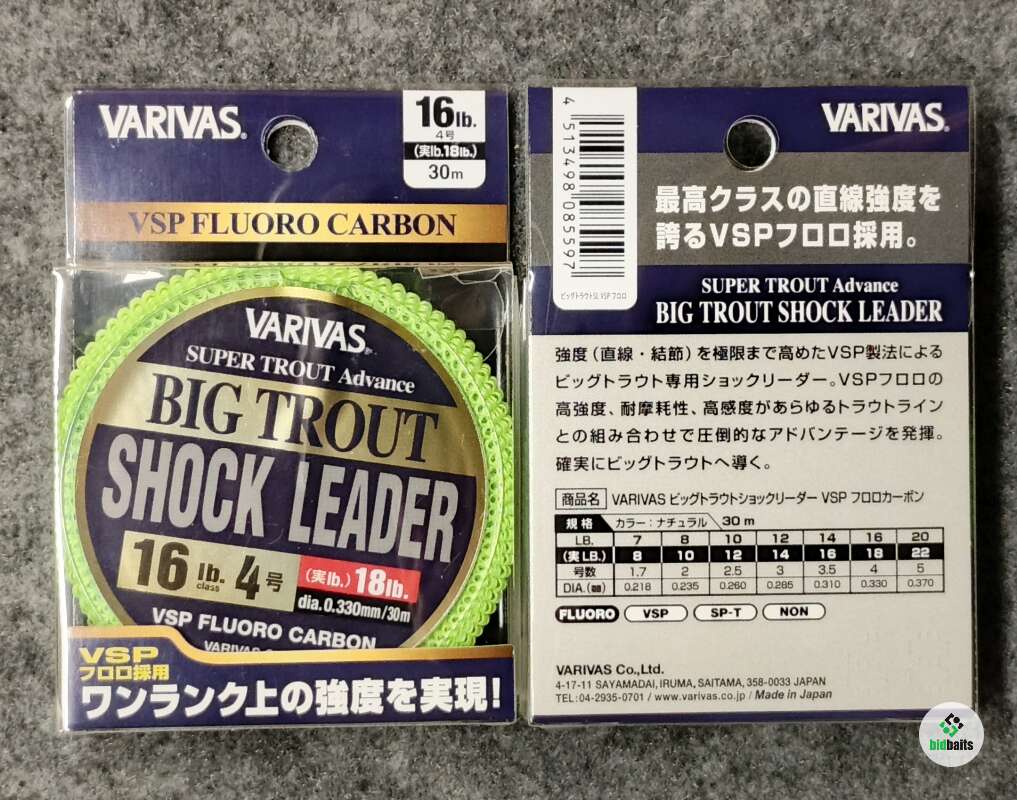 VARIVAS®
16lb.
4号
(実lb.18lb.)
30m
VSP FLUORO CARBON
VARIVAS®
SUPER TROUT Advance
BIG TROUT
SHOCK LEADER
16 lb. class 4号
(実lb.) 18lb.
dia.0.330mm/30m
VSP FLUORO CARBON
VARIVAS
VSP
フロロ採用
ワンランク上の強度を実現!
4 513498 085597
ビッグトラウトSL VSP フロロ
VARIVAS®
最高クラスの直線強度を
誇るVSPフロロ採用。
SUPER TROUT Advance
BIG TROUT SHOCK LEADER
強度(直線・結節)を極限まで高めたVSP製法による
ビッグトラウト専用ショックリーダー。VSPフロロの
高強度、耐摩耗性、高感度があらゆるトラウトライン
との組み合わせで圧倒的なアドバンテージを発揮。
確実にビッグトラウトへ導く。
商品名 VARIVAS ビッグトラウトショックリーダー VSP フロロカーボン
規格 カラー:ナチュラル 30m
LB. 7 8 10 12 14 16 20
(実LB.) 8 10 12 14 16 18 22
号数 1.7 2 2.5 3 3.5 4 5
DIA.(㎜) 0.218 0.235 0.260 0.285 0.310 0.330 0.370
FLUORO VSP SP-T NON
VARIVAS Co.,Ltd.
4-17-11 SAYAMADAI, IRUMA, SAITAMA, 358-0033 JAPAN
TEL:04-2935-0701 / www.varivas.co.jp / Made in Japan
bidbaits